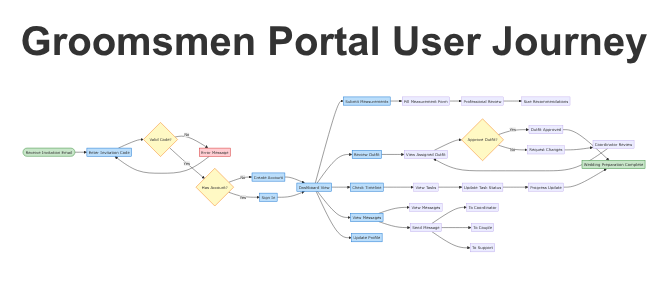 Groomsmen Portal User Journey
Receive Invitation Email
Enter Invitation Code
Valid Code?
No
Error Message
Yes
Has Account?
No
Create Account
Yes
Sign In
Dashboard View
Submit Measurements
Fill Measurement Form
Professional Review
Size Recommendations
Review Outfit
View Assigned Outfit
Approve Outfit?
Yes
Outfit Approved
No
Request Changes
Coordinator Review
Wedding Preparation Complete
Check Timeline
View Tasks
Update Task Status
Progress Update
View Messages
View Messages
Send Message
To Coordinator
To Couple
To Support
Update Profile